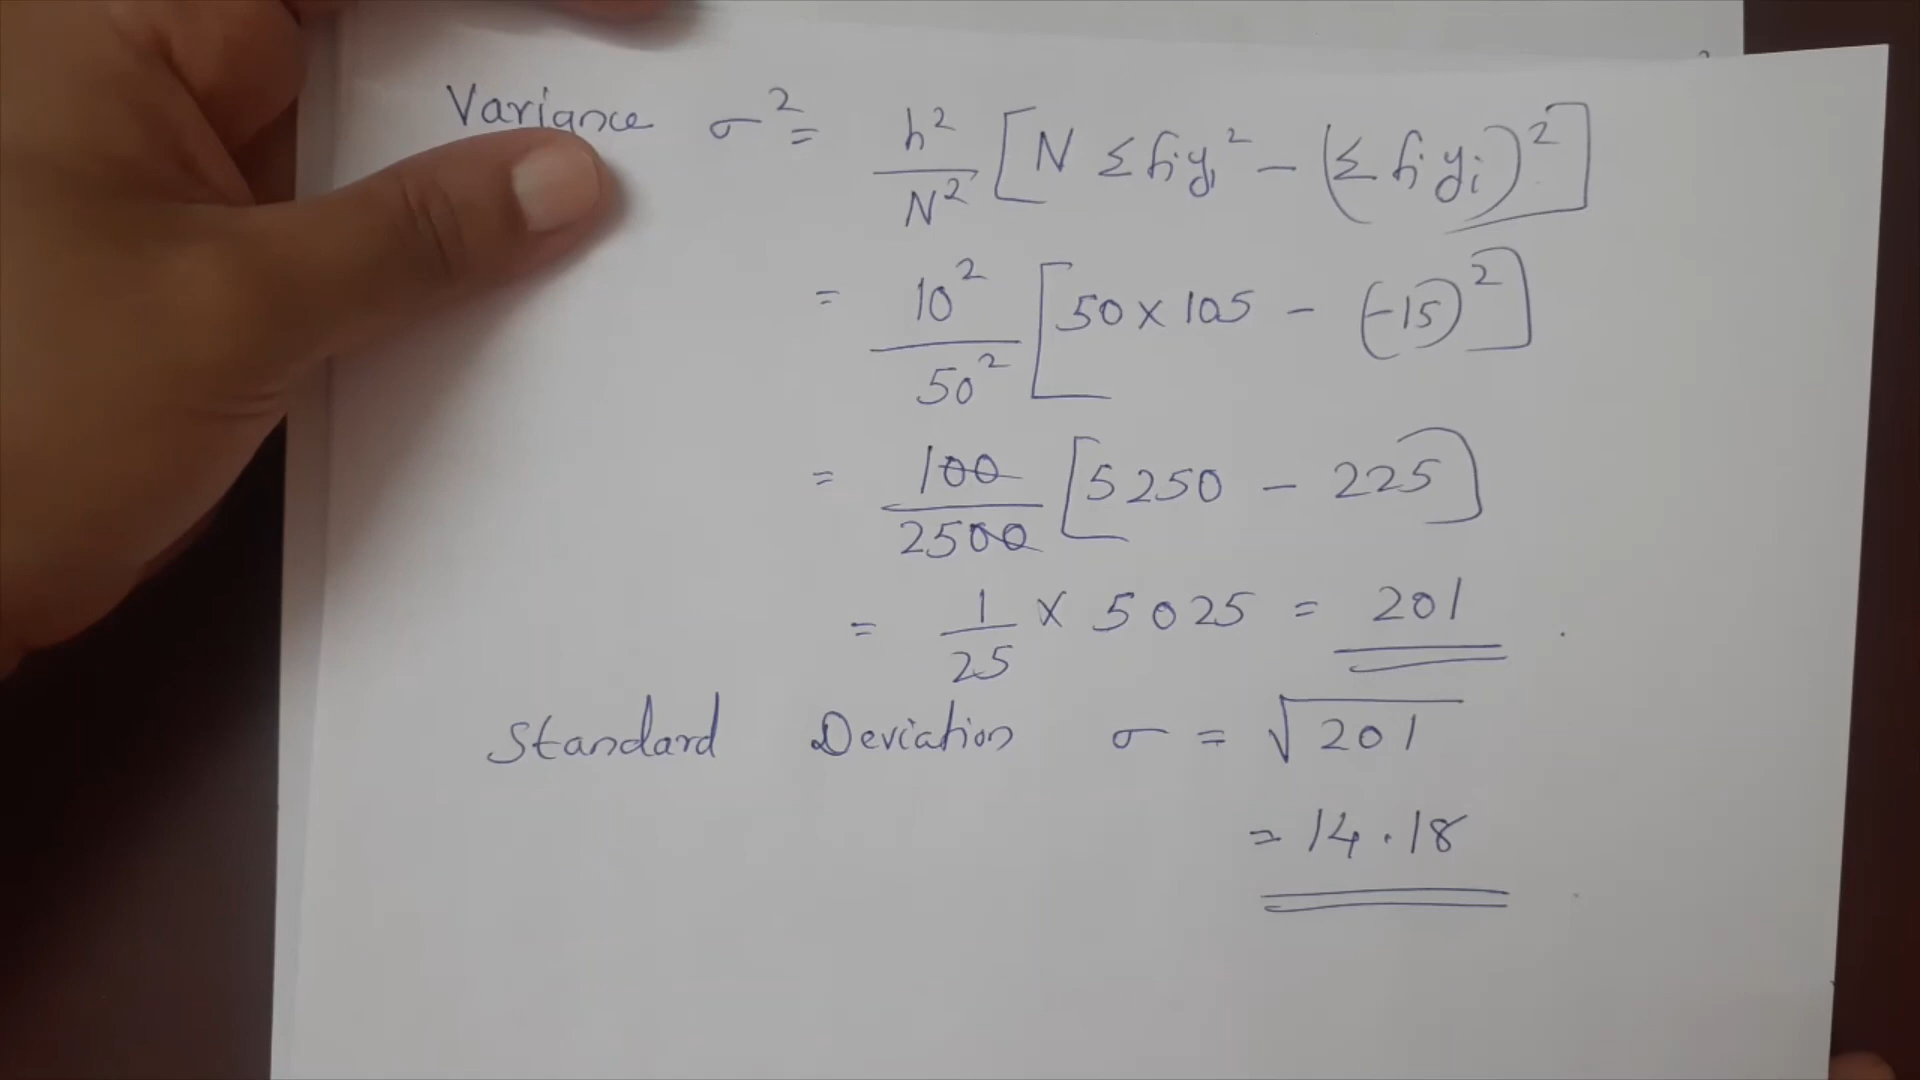 Variance σ² = h²/N² [N Σfiyi² - (Σfiyi)²]
= 10²/50² [50 x 105 - (-15)²]
= 100/2500 [5250 - 225]
= 1/25 x 5025 = 201
Standard Deviation σ = √201
= 14.18